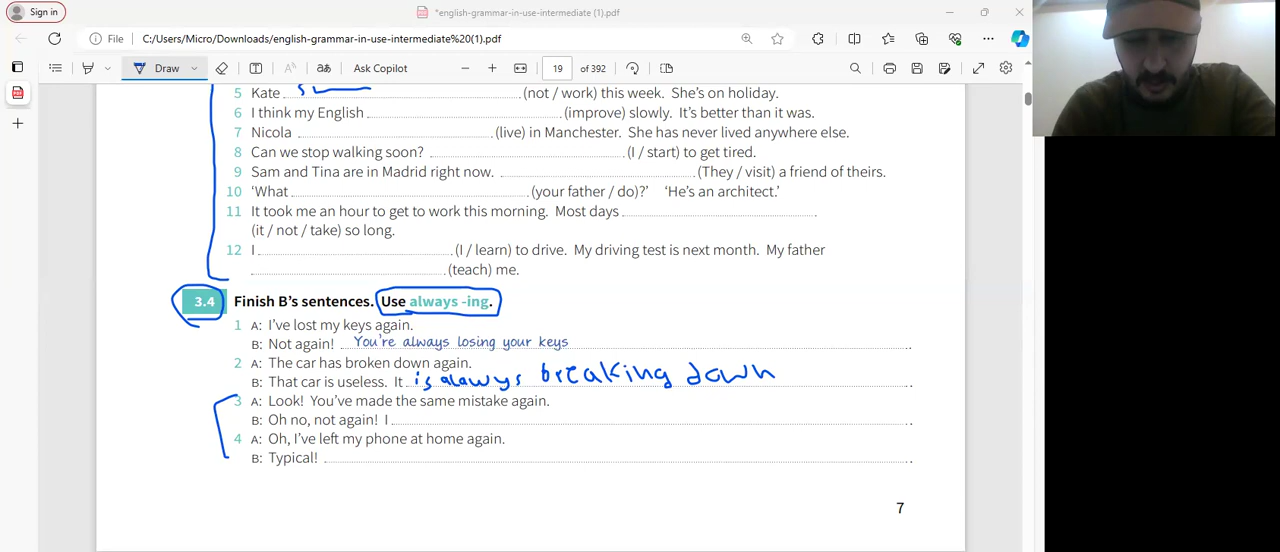 Sign in
*english-grammar-in-use-intermediate (1).pdf
File C:/Users/Micro/Downloads/english-grammar-in-use-intermediate%20(1).pdf
Draw Ask Copilot 19 of 392
5 Kate (not / work) this week. She's on holiday.
6 I think my English (improve) slowly. It's better than it was.
7 Nicola (live) in Manchester. She has never lived anywhere else.
8 Can we stop walking soon? (I / start) to get tired.
9 Sam and Tina are in Madrid right now. (They / visit) a friend of theirs.
10 'What (your father / do)?' 'He's an architect.'
11 It took me an hour to get to work this morning. Most days
(it / not / take) so long.
12 I (I / learn) to drive. My driving test is next month. My father
(teach) me.
3.4 Finish B's sentences. Use always -ing.
1 A: I've lost my keys again.
B: Not again! You're always losing your keys.
2 A: The car has broken down again.
B: That car is useless. It is always breaking down.
3 A: Look! You've made the same mistake again.
B: Oh no, not again! I
4 A: Oh, I've left my phone at home again.
B: Typical!
7